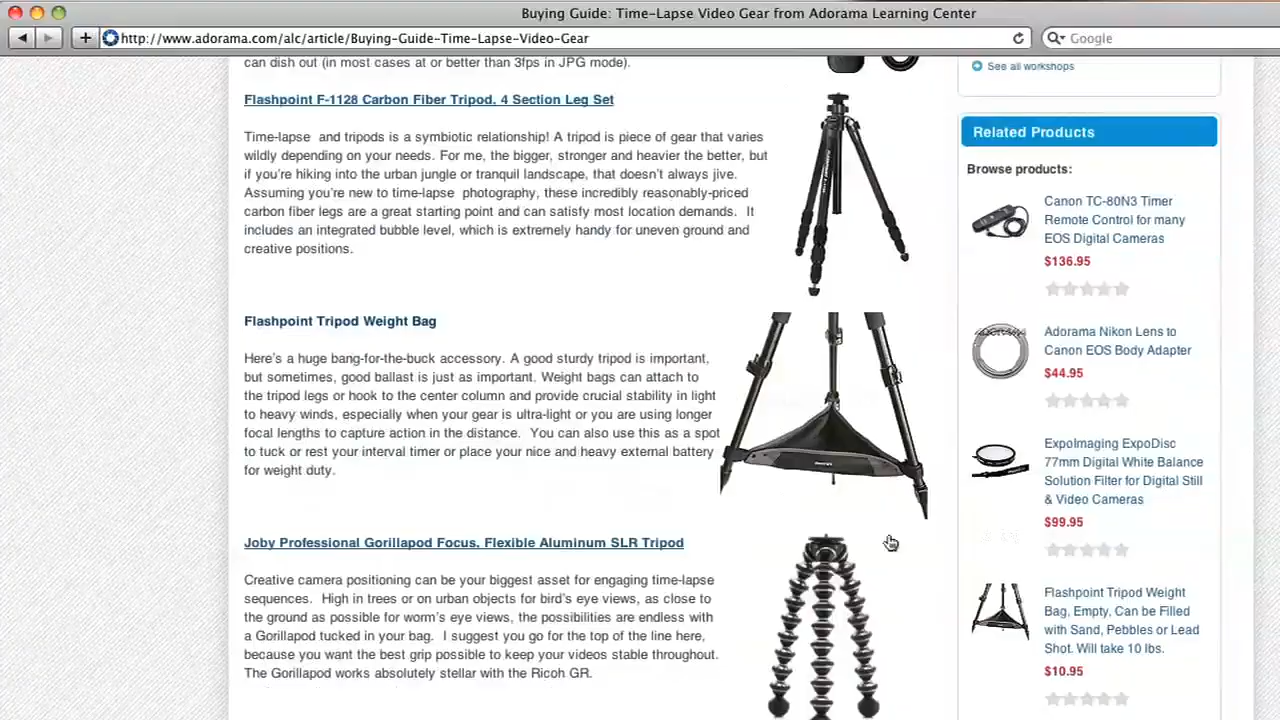 Buying Guide: Time-Lapse Video Gear from Adorama Learning Center
http://www.adorama.com/alc/article/Buying-Guide-Time-Lapse-Video-Gear
Google
can dish out (in most cases at or better than 3fps in JPG mode).
Flashpoint F-1128 Carbon Fiber Tripod, 4 Section Leg Set
Time-lapse and tripods is a symbiotic relationship! A tripod is piece of gear that varies
wildly depending on your needs. For me, the bigger, stronger and heavier the better, but
if you're hiking into the urban jungle or tranquil landscape, that doesn't always jive.
Assuming you're new to time-lapse photography, these incredibly reasonably-priced
carbon fiber legs are a great starting point and can satisfy most location demands. It
includes an integrated bubble level, which is extremely handy for uneven ground and
creative positions.
Flashpoint Tripod Weight Bag
Here's a huge bang-for-the-buck accessory. A good sturdy tripod is important,
but sometimes, good ballast is just as important. Weight bags can attach to
the tripod legs or hook to the center column and provide crucial stability in light
to heavy winds, especially when your gear is ultra-light or you are using longer
focal lengths to capture action in the distance. You can also use this as a spot
to tuck or rest your interval timer or place your nice and heavy external battery
for weight duty.
Joby Professional Gorillapod Focus, Flexible Aluminum SLR Tripod
Creative camera positioning can be your biggest asset for engaging time-lapse
sequences. High in trees or on urban objects for bird's eye views, as close to
the ground as possible for worm's eye views, the possibilities are endless with
a Gorillapod tucked in your bag. I suggest you go for the top of the line here,
because you want the best grip possible to keep your videos stable throughout.
The Gorillapod works absolutely stellar with the Ricoh GR.
See all workshops
Related Products
Browse products:
Canon TC-80N3 Timer
Remote Control for many
EOS Digital Cameras
$136.95
Adorama Nikon Lens to
Canon EOS Body Adapter
$44.95
ExpoImaging ExpoDisc
77mm Digital White Balance
Solution Filter for Digital Still
& Video Cameras
$99.95
Flashpoint Tripod Weight
Bag, Empty, Can be Filled
with Sand, Pebbles or Lead
Shot. Will take 10 lbs.
$10.95